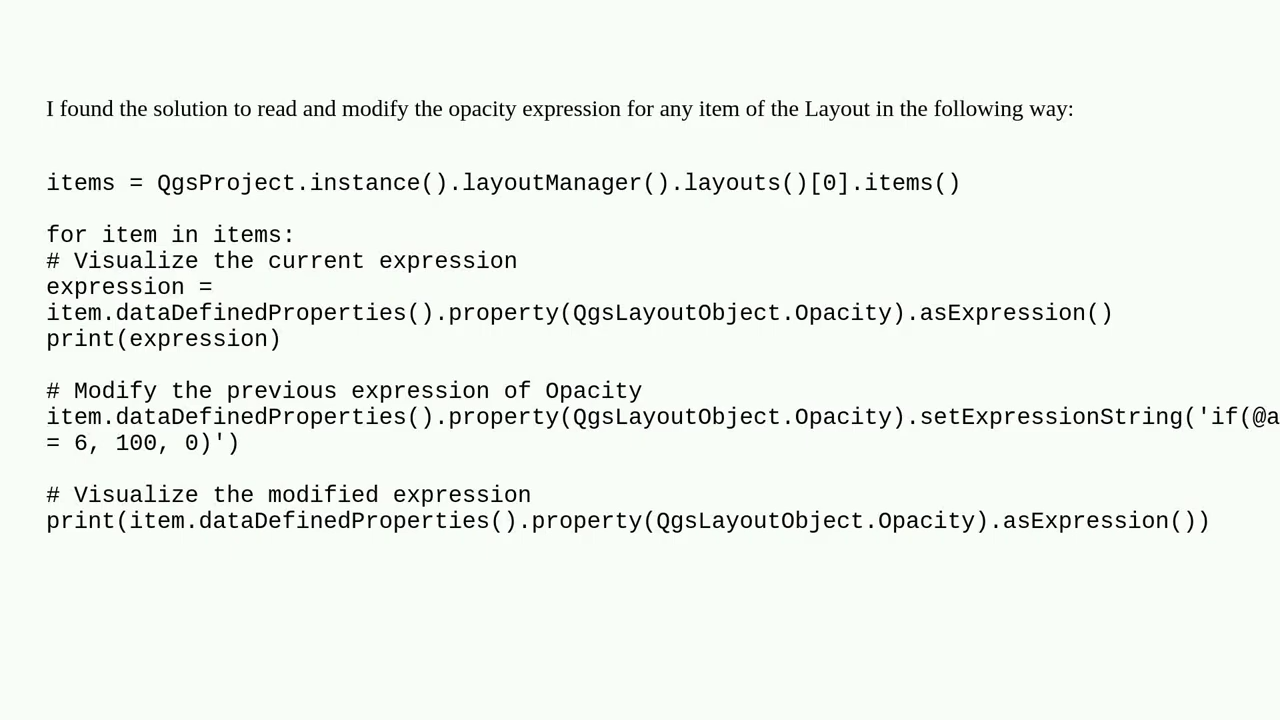 I found the solution to read and modify the opacity expression for any item of the Layout in the following way:
items = QgsProject.instance().layoutManager().layouts()[0].items()
for item in items:
# Visualize the current expression
expression =
item.dataDefinedProperties().property(QgsLayoutObject.Opacity).asExpression()
print(expression)
# Modify the previous expression of Opacity
item.dataDefinedProperties().property(QgsLayoutObject.Opacity).setExpressionString('if(@a
= 6, 100, 0)')
# Visualize the modified expression
print(item.dataDefinedProperties().property(QgsLayoutObject.Opacity).asExpression())